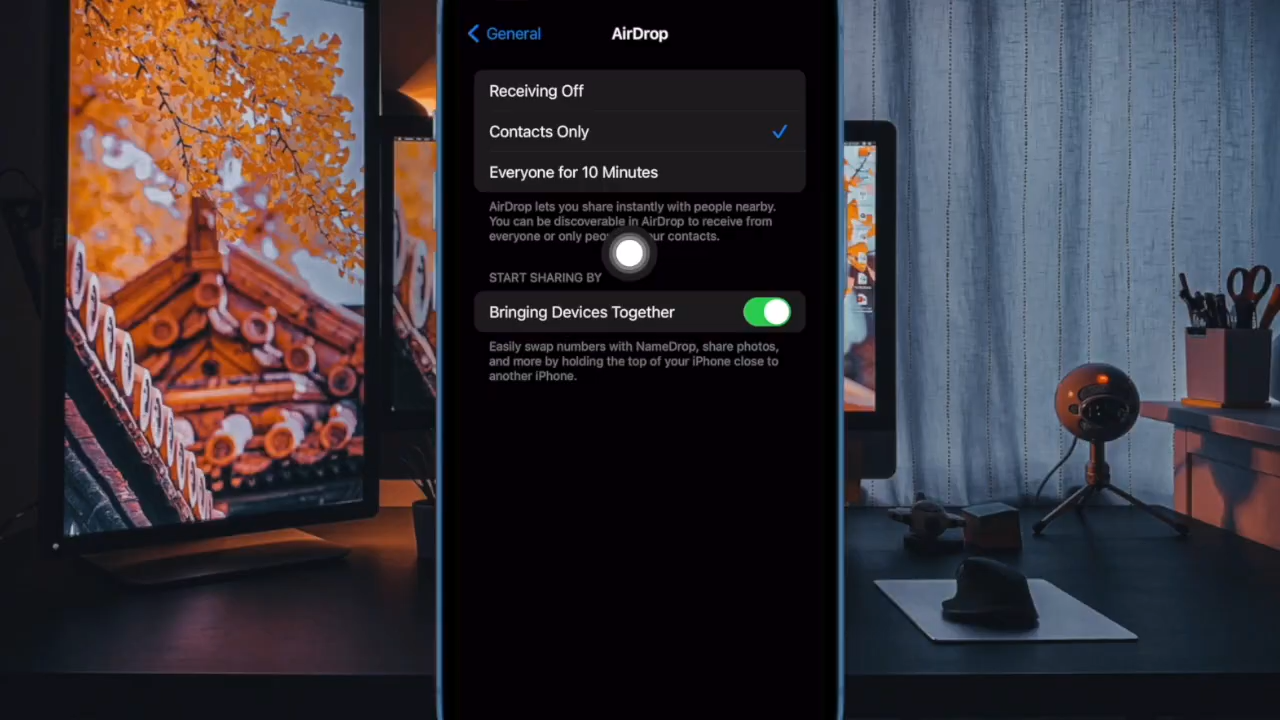 General
AirDrop
Receiving Off
Contacts Only
Everyone for 10 Minutes
AirDrop lets you share instantly with people nearby.
You can be discoverable in AirDrop to receive from
everyone or only contacts.
START SHARING BY
Bringing Devices Together
Easily swap numbers with NameDrop, share photos,
and more by holding the top of your iPhone close to
another iPhone.